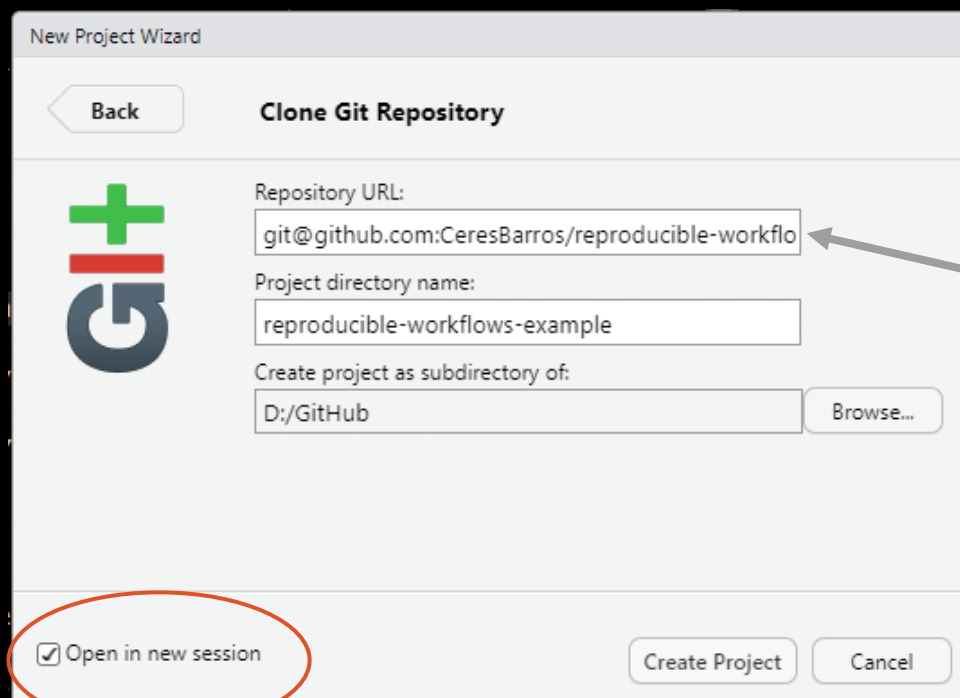 New Project Wizard
Back
Clone Git Repository
Repository URL:
git@github.com:CeresBarros/reproducible-workflo
Project directory name:
reproducible-workflows-example
Create project as subdirectory of:
D:/GitHub
Browse...
Git
Open in new session
Create Project
Cancel